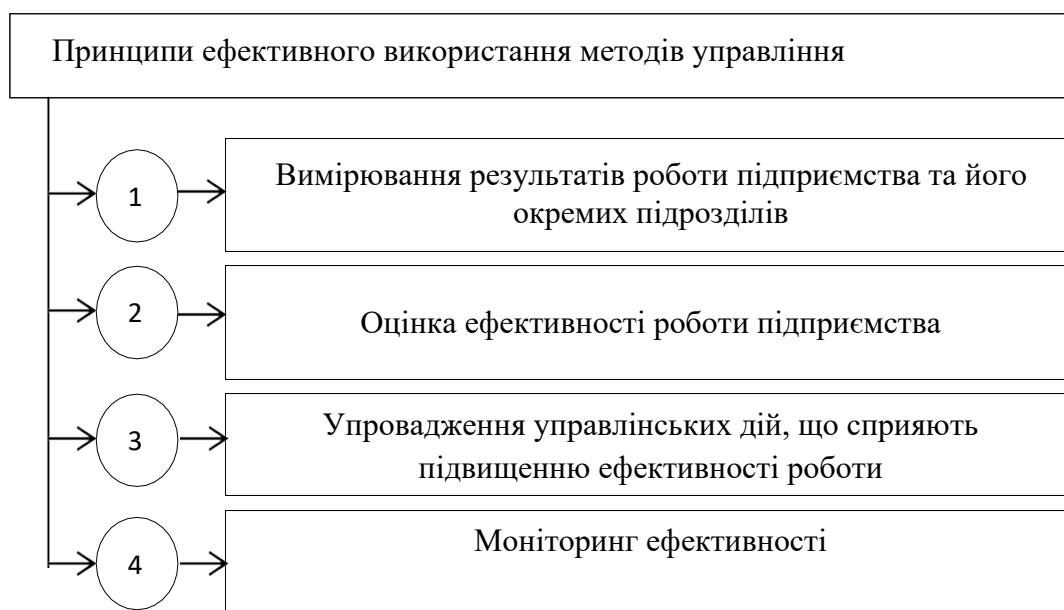 Принципи ефективного використання методів управління
1
Вимірювання результатів роботи підприємства та його
окремих підрозділів
2
Оцінка ефективності роботи підприємства
3
Упровадження управлінських дій, що сприяють
підвищенню ефективності роботи
4
Моніторинг ефективності